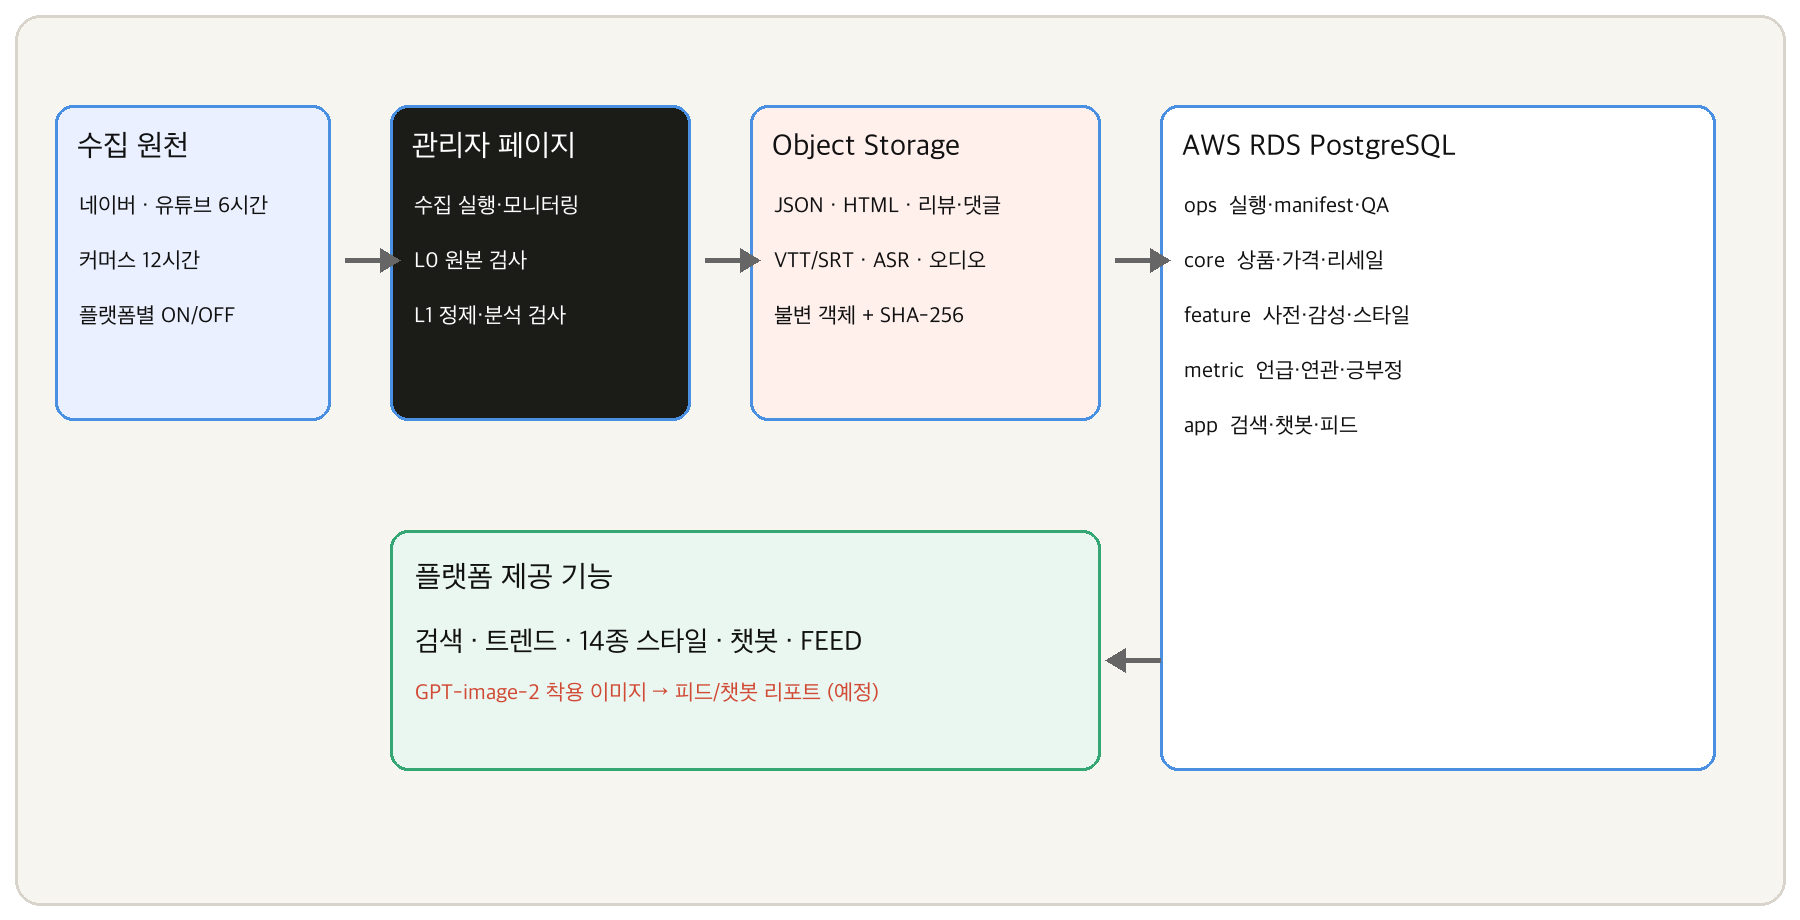 수집 원천
네이버 · 유튜브 6시간
커머스 12시간
플랫폼별 ON/OFF
관리자 페이지
수집 실행·모니터링
L0 원본 검사
L1 정제·분석 검사
Object Storage
JSON · HTML · 리뷰·댓글
VTT/SRT · ASR · 오디오
불변 객체 + SHA-256
AWS RDS PostgreSQL
ops 실행·manifest·QA
core 상품·가격·리세일
feature 사전·감성·스타일
metric 언급·연관·긍부정
app 검색·챗봇·피드
플랫폼 제공 기능
검색 · 트렌드 · 14종 스타일 · 챗봇 · FEED
GPT-image-2 착용 이미지 → 피드/챗봇 리포트 (예정)